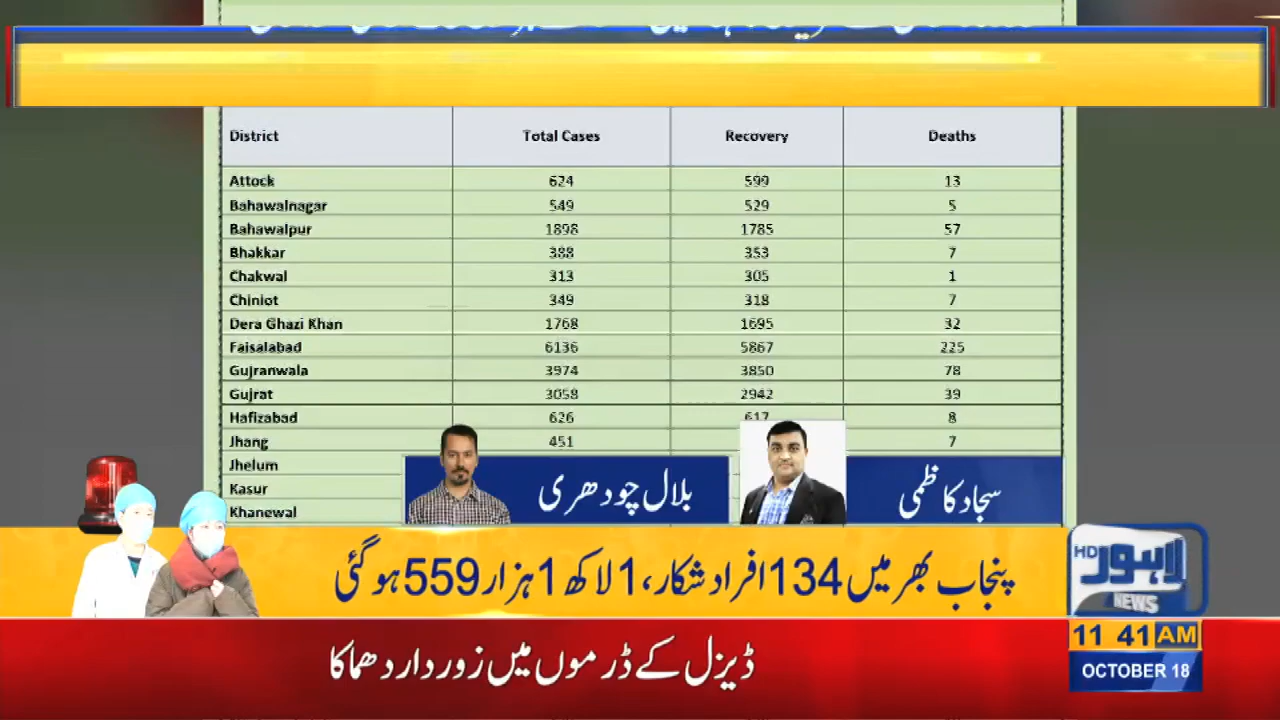 District Total Cases Recovery Deaths
Attock 624 599 13
Bahawalnagar 549 529 5
Bahawalpur 1898 1785 57
Bhakkar 388 353 7
Chakwal 313 305 1
Chiniot 349 318 7
Dera Ghazi Khan 1768 1695 32
Faisalabad 6136 5867 225
Gujranwala 3974 3850 78
Gujrat 3058 2942 39
Hafizabad 626 617 8
Jhang 451 7
Jhelum
Kasur
Khanewal
بلال چودھری
سجاد کاظمی
پنجاب بھر میں 134 افراد شکار، 1 لاکھ 1 ہزار 559 ہوگئی
لاہور HD
NEWS
11 41 AM
OCTOBER 18
ڈیزل کے ڈرموں میں زوردار دھماکا